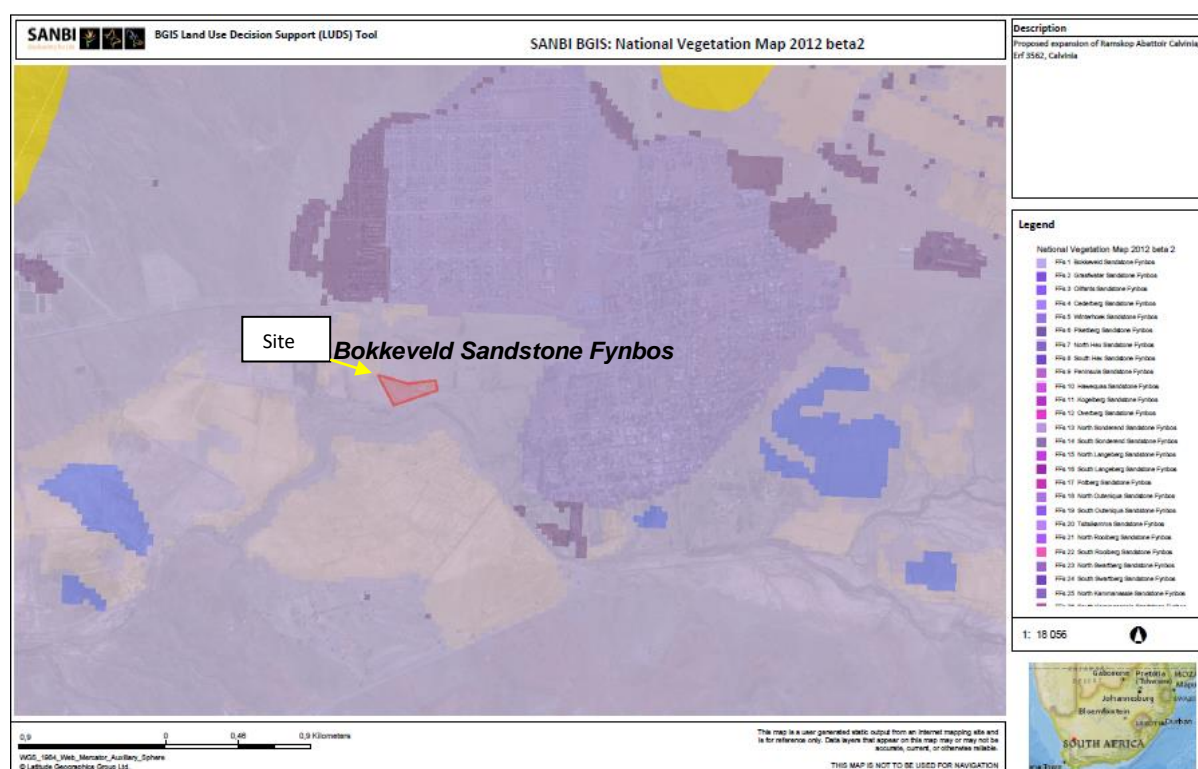 SANBI
BGIS Land Use Decision Support (LUDS) Tool
SANBI BGIS: National Vegetation Map 2012 beta2
Description
Proposed expansion of Ramskop Abattoir Calvinia
Erf 3562, Calvinia
Site
Bokkeveld Sandstone Fynbos
Legend
National Vegetation Map 2012 beta 2
FFs 1 Bokkeveld Sandstone Fynbos
FFs 2 Graafwater Sandstone Fynbos
FFs 3 Olifants Sandstone Fynbos
FFs 4 Cederberg Sandstone Fynbos
FFs 5 Winterhoek Sandstone Fynbos
FFs 6 Piketberg Sandstone Fynbos
FFs 7 North Hex Sandstone Fynbos
FFs 8 South Hex Sandstone Fynbos
FFs 9 Peninsula Sandstone Fynbos
FFs 10 Hawequas Sandstone Fynbos
FFs 11 Kogelberg Sandstone Fynbos
FFs 12 Overberg Sandstone Fynbos
FFs 13 North Sonderend Sandstone Fynbos
FFs 14 South Sonderend Sandstone Fynbos
FFs 15 North Langeberg Sandstone Fynbos
FFs 16 South Langeberg Sandstone Fynbos
FFs 17 Potberg Sandstone Fynbos
FFs 18 North Outeniqua Sandstone Fynbos
FFs 19 South Outeniqua Sandstone Fynbos
FFs 20 Tsitsikamma Sandstone Fynbos
FFs 21 North Rooiberg Sandstone Fynbos
FFs 22 South Rooiberg Sandstone Fynbos
FFs 23 North Swartberg Sandstone Fynbos
FFs 24 South Swartberg Sandstone Fynbos
FFs 25 North Kammanassie Sandstone Fynbos
1: 18 056
Gaborone Pretoria
(Tshwane)
Johannesburg
Bloemfontein
Durban
SOUTH AFRICA
0,9 0 0,46 0,9 Kilometers
WGS_1984_Web_Mercator_Auxiliary_Sphere
© Latitude Geographics Group Ltd.
This map is a user generated static output from an Internet mapping site and
is for reference only. Data layers that appear on this map may or may not be
accurate, current, or otherwise reliable.
THIS MAP IS NOT TO BE USED FOR NAVIGATION